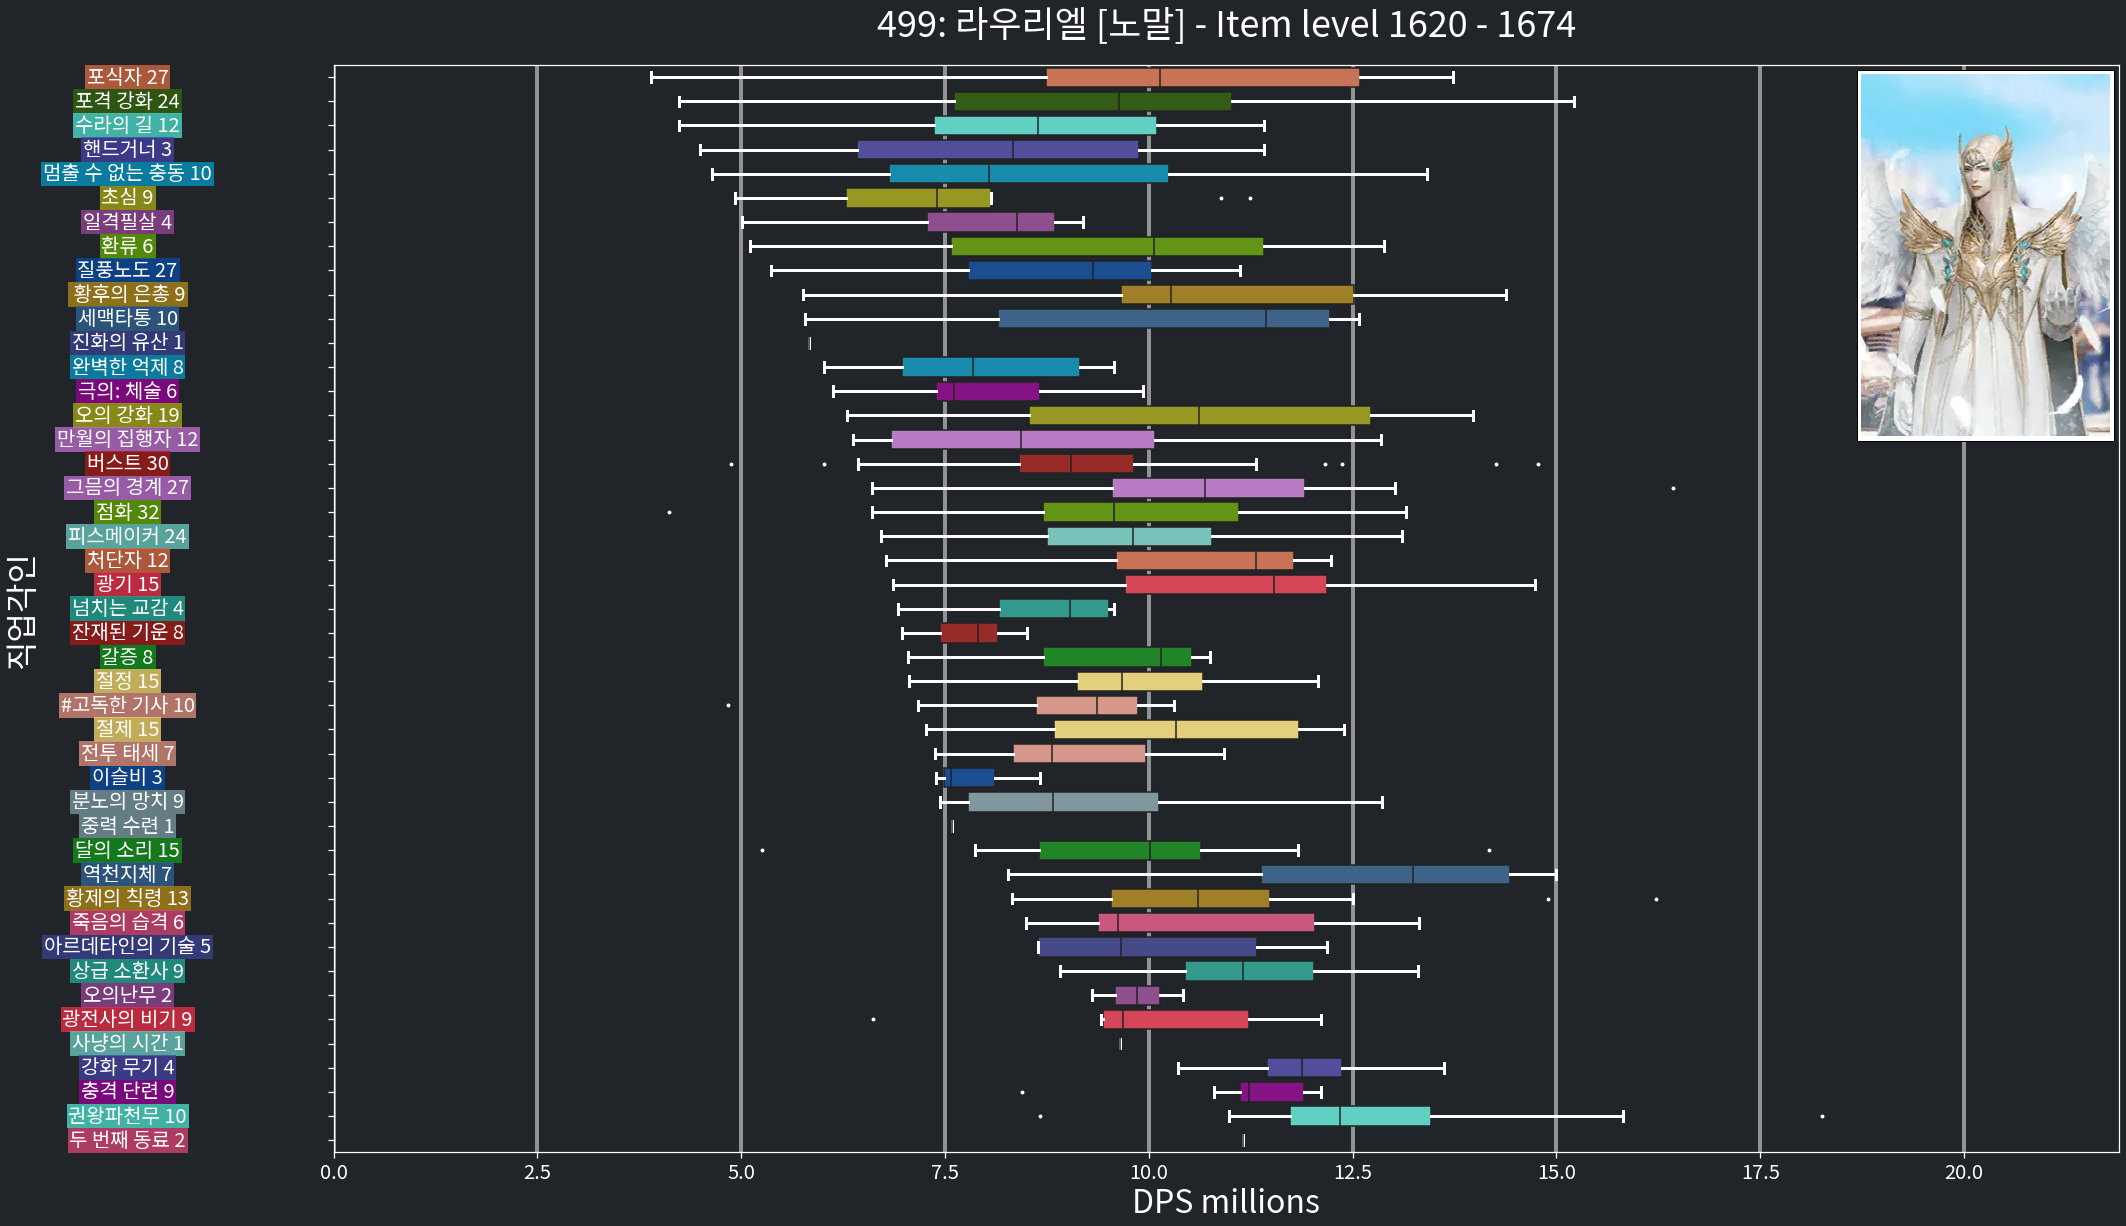 499: 라우리엘 [노말] - Item level 1620 - 1674
포식자 27
포격 강화 24
수라의 길 12
핸드거너 3
멈출 수 없는 충동 10
초심 9
일격필살 4
환류 6
질풍노도 27
황후의 은총 9
세맥타통 10
진화의 유산 1
완벽한 억제 8
극의: 체술 6
오의 강화 19
만월의 집행자 12
버스트 30
그믐의 경계 27
점화 32
피스메이커 24
처단자 12
광기 15
넘치는 교감 4
잔재된 기운 8
갈증 8
절정 15
#고독한 기사 10
절제 15
전투 태세 7
이슬비 3
분노의 망치 9
중력 수련 1
달의 소리 15
역천지체 7
황제의 칙령 13
죽음의 습격 6
아르데타인의 기술 5
상급 소환사 9
오의난무 2
광전사의 비기 9
사냥의 시간 1
강화 무기 4
충격 단련 9
권왕파천무 10
두 번째 동료 2
직업각인
0.0 2.5 5.0 7.5 10.0 12.5 15.0 17.5 20.0
DPS millions